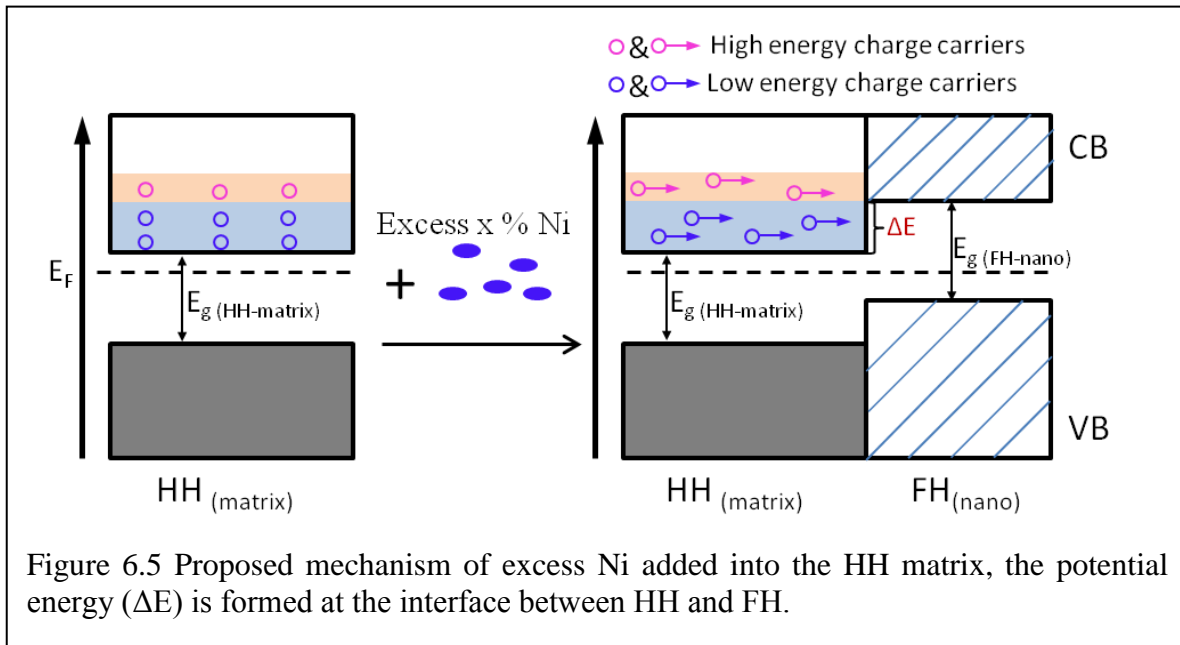 ○&○→ High energy charge carriers
○&○→ Low energy charge carriers
CB
Excess x % Ni
ΔE
E_F
E_g (FH-nano)
+
E_g (HH-matrix)
E_g (HH-matrix)
VB
HH (matrix)
HH (matrix)
FH(nano)
Figure 6.5 Proposed mechanism of excess Ni added into the HH matrix, the potential
energy (ΔE) is formed at the interface between HH and FH.